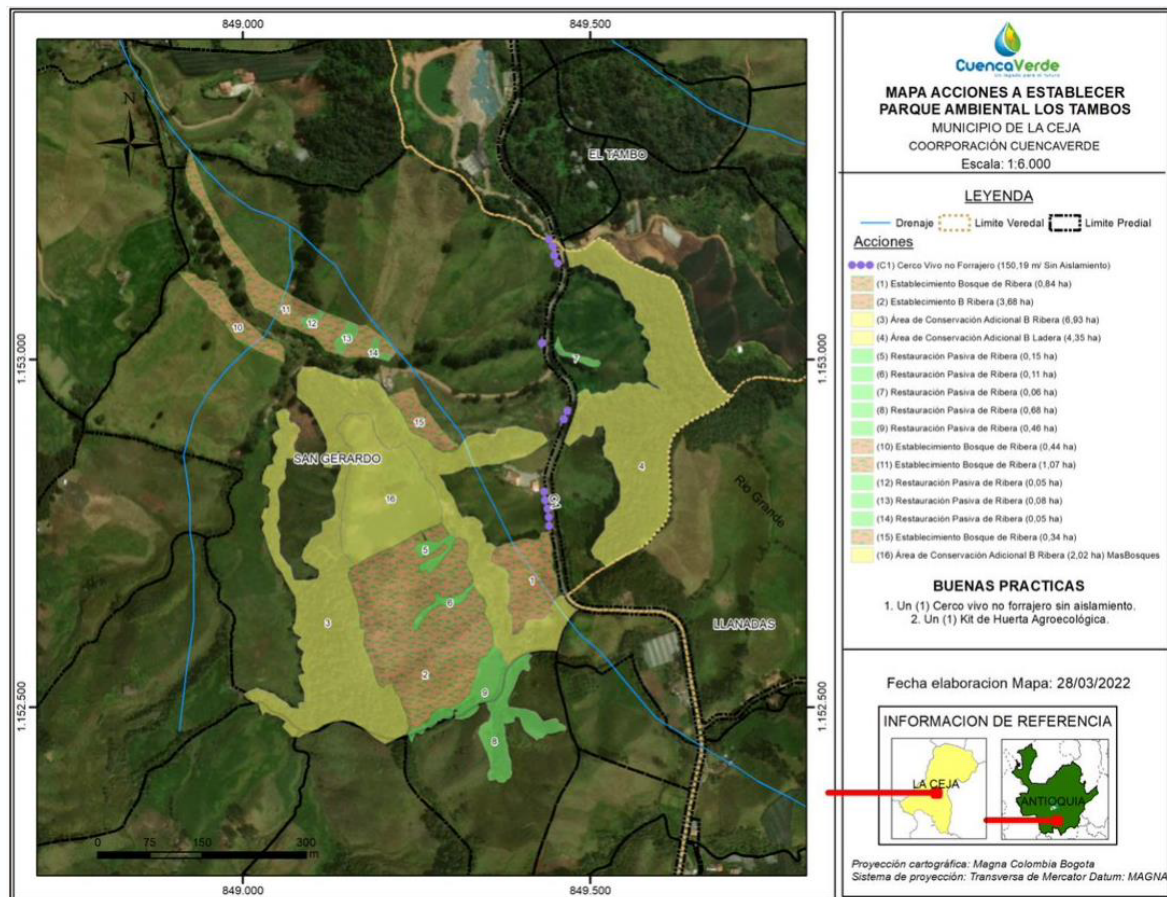 849.000
849.500
1.153.000
1.152.500
N
EL TAMBO
10
11
12
13
14
7
15
SAN GERARDO
16
4
Rio Grande
C1
5
6
1
3
2
9
8
LLANADAS
0 75 150 300
m
849.000
849.500
1.153.000
1.152.500
CuencaVerde
Un legado para el futuro
MAPA ACCIONES A ESTABLECER
PARQUE AMBIENTAL LOS TAMBOS
MUNICIPIO DE LA CEJA
COORPORACIÓN CUENCAVERDE
Escala: 1:6.000
LEYENDA
Drenaje Limite Veredal Limite Predial
Acciones
(C1) Cerco Vivo no Forrajero (150,19 m/ Sin Aislamiento)
(1) Establecimiento Bosque de Ribera (0,84 ha)
(2) Establecimiento B Ribera (3,68 ha)
(3) Área de Conservación Adicional B Ribera (6,93 ha)
(4) Área de Conservación Adicional B Ladera (4,35 ha)
(5) Restauración Pasiva de Ribera (0,15 ha)
(6) Restauración Pasiva de Ribera (0,11 ha)
(7) Restauración Pasiva de Ribera (0,06 ha)
(8) Restauración Pasiva de Ribera (0,68 ha)
(9) Restauración Pasiva de Ribera (0,46 ha)
(10) Establecimiento Bosque de Ribera (0,44 ha)
(11) Establecimiento Bosque de Ribera (1,07 ha)
(12) Restauración Pasiva de Ribera (0,05 ha)
(13) Restauración Pasiva de Ribera (0,08 ha)
(14) Restauración Pasiva de Ribera (0,05 ha)
(15) Establecimiento Bosque de Ribera (0,34 ha)
(16) Área de Conservación Adicional B Ribera (2,02 ha) MasBosques
BUENAS PRACTICAS
1. Un (1) Cerco vivo no forrajero sin aislamiento.
2. Un (1) Kit de Huerta Agroecológica.
Fecha elaboracion Mapa: 28/03/2022
INFORMACION DE REFERENCIA
LA CEJA
ANTIOQUIA
Proyección cartográfica: Magna Colombia Bogota
Sistema de proyección: Transversa de Mercator Datum: MAGNA